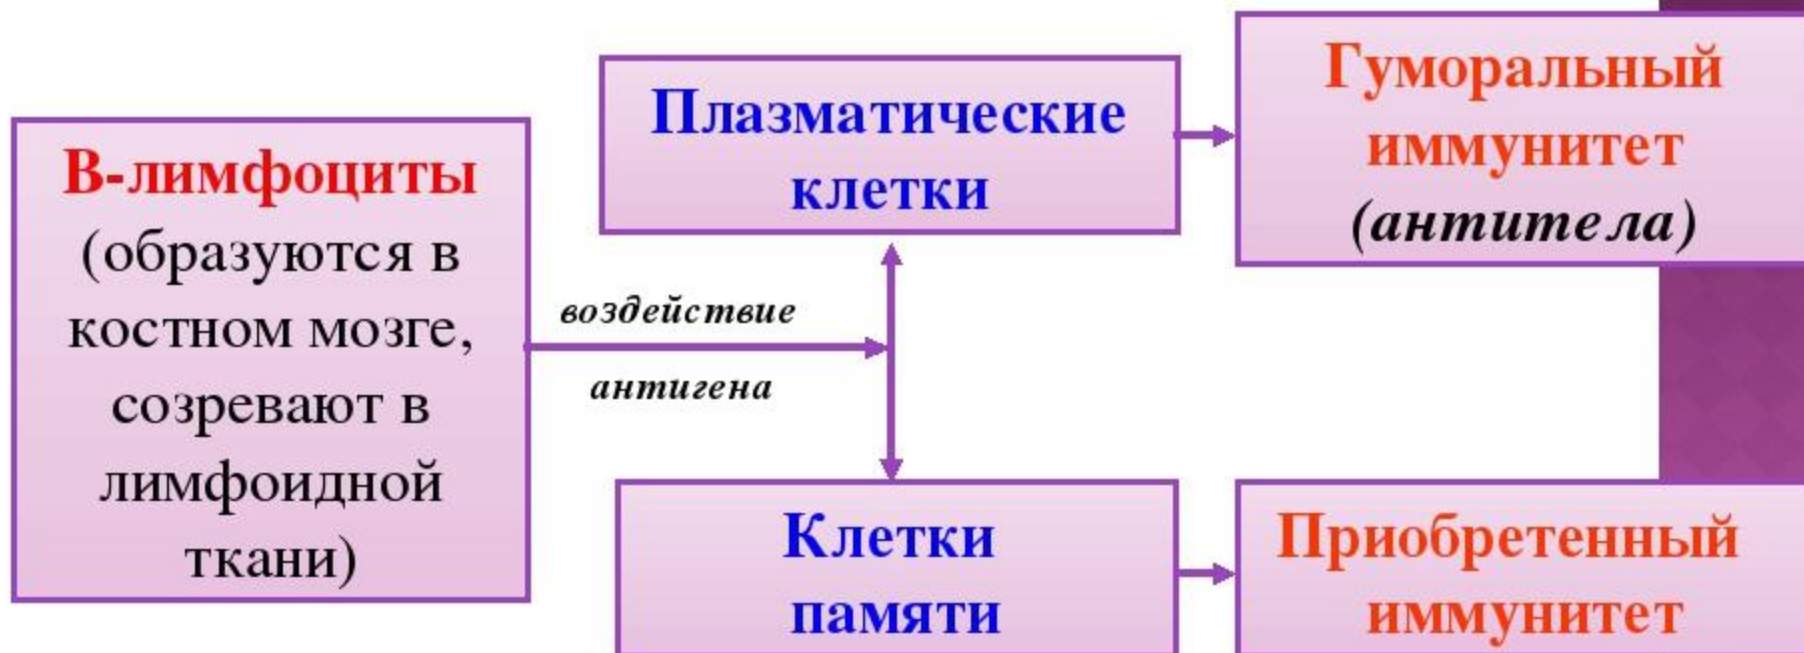 В-лимфоциты
(образуются в
костном мозге,
созревают в
лимфоидной
ткани)
воздействие
антигена
Плазматические
клетки
Гуморальный
иммунитет
(антитела)
Клетки
памяти
Приобретенный
иммунитет